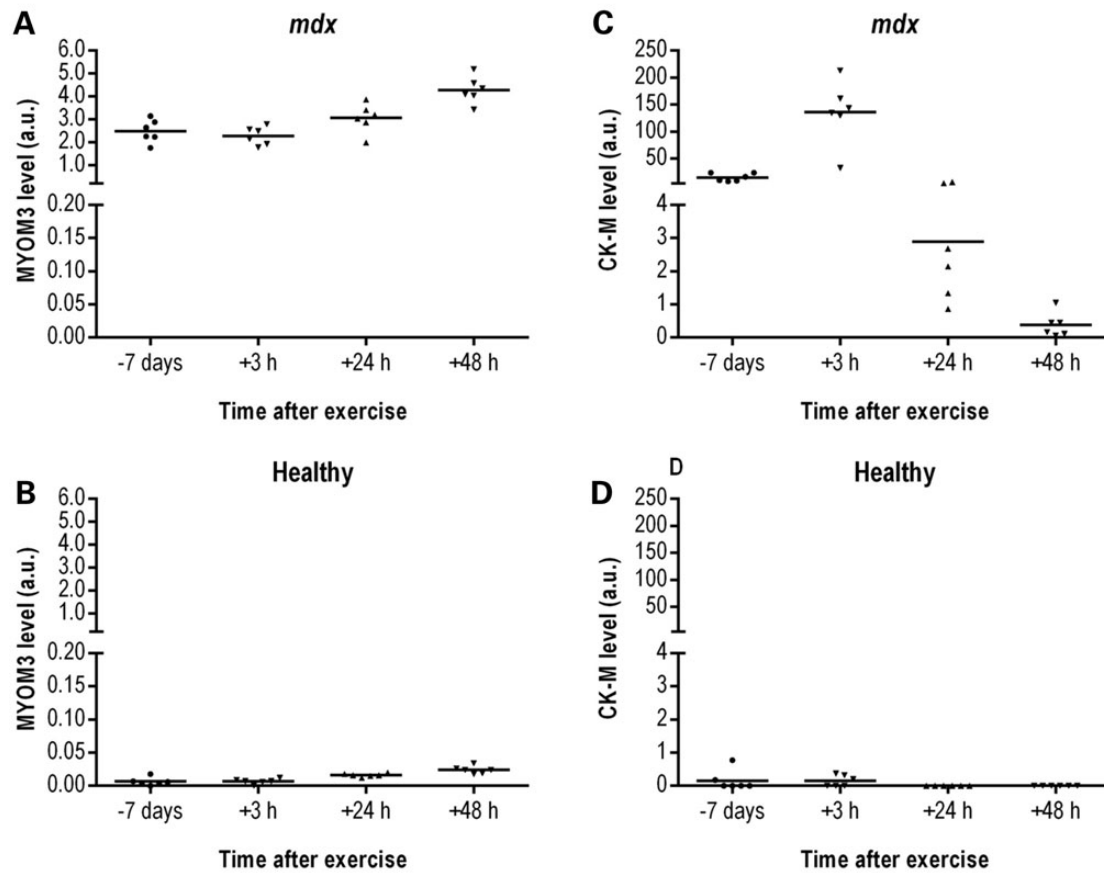 A
mdx
MYOM3 level (a.u.)
6.0
5.0
4.0
3.0
2.0
1.0
0.20
0.15
0.10
0.05
0.00
-7 days +3 h +24 h +48 h
Time after exercise
C
mdx
CK-M level (a.u.)
250
200
150
100
50
4
3
2
1
0
-7 days +3 h +24 h +48 h
Time after exercise
B
Healthy
MYOM3 level (a.u.)
6.0
5.0
4.0
3.0
2.0
1.0
0.20
0.15
0.10
0.05
0.00
-7 days +3 h +24 h +48 h
Time after exercise
D
D
Healthy
CK-M level (a.u.)
250
200
150
100
50
4
3
2
1
0
-7 days +3 h +24 h +48 h
Time after exercise